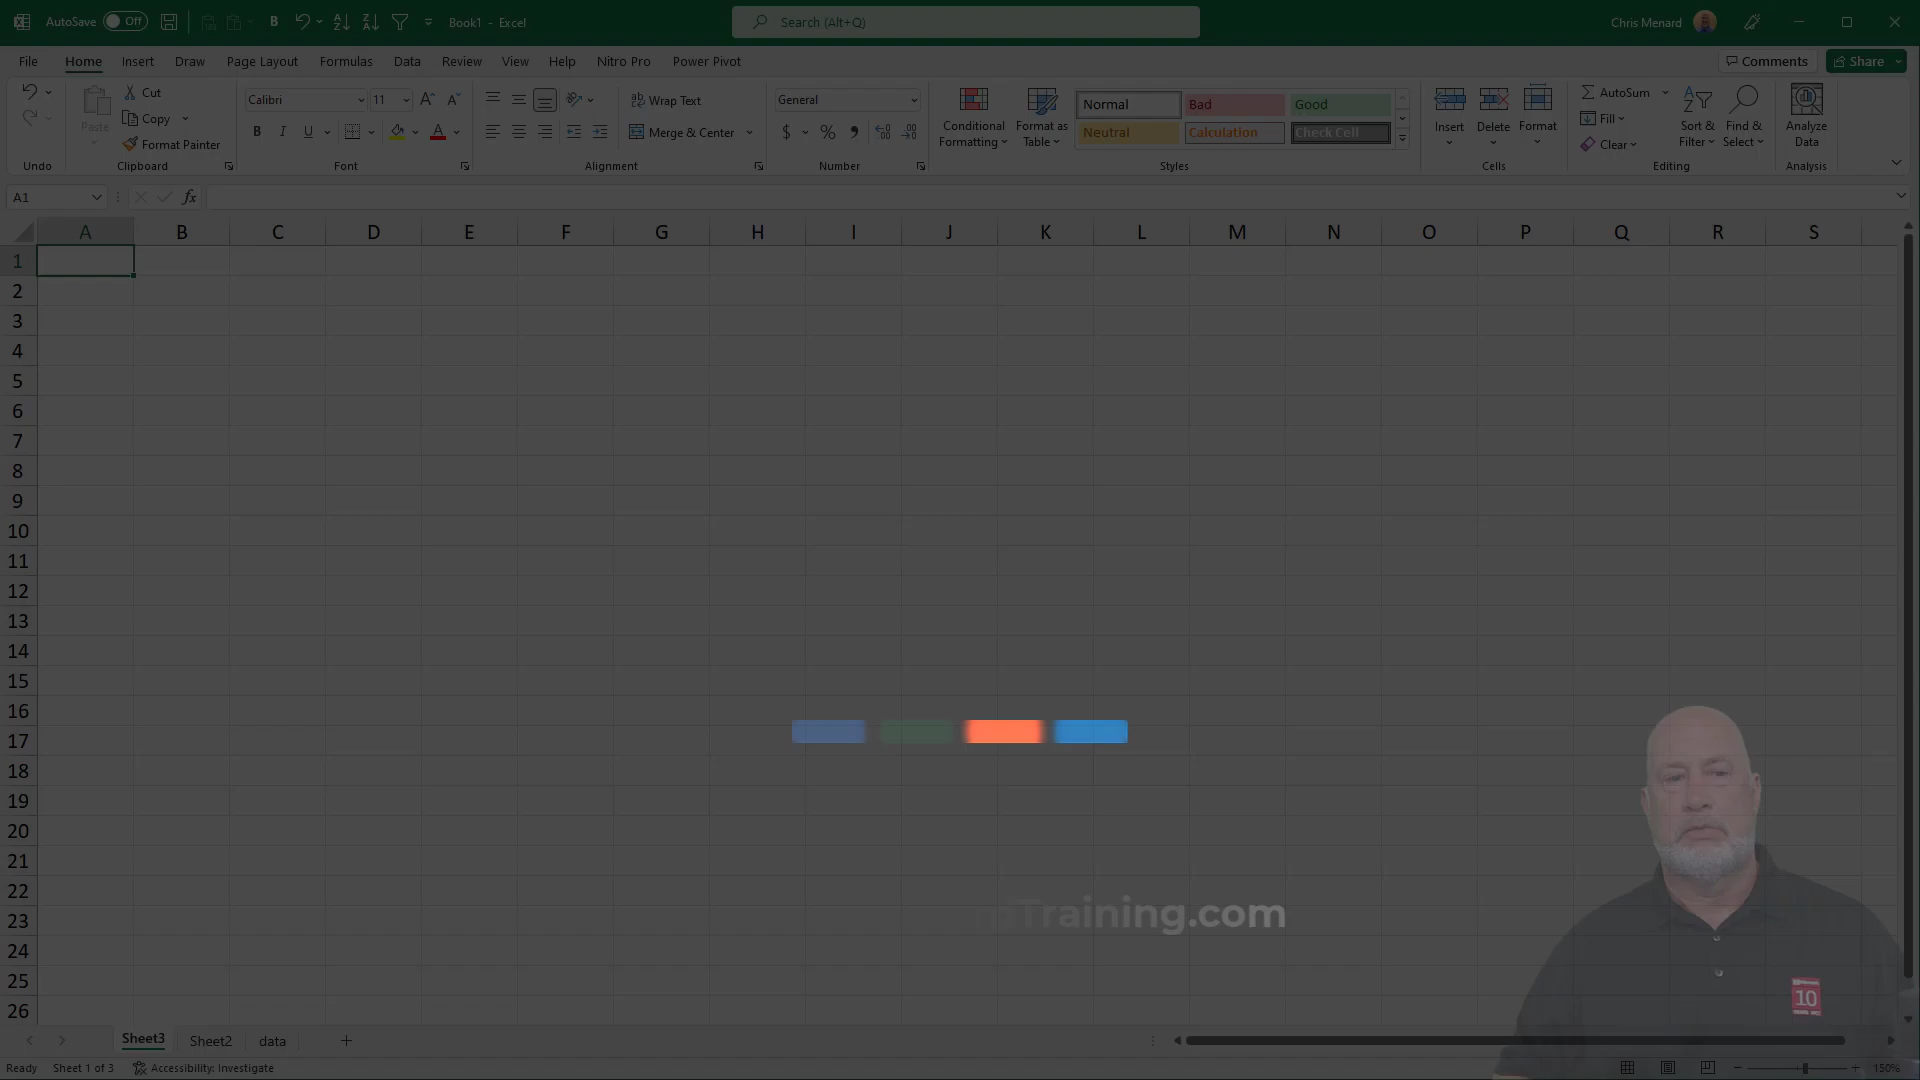 AutoSave Off Book1 - Excel Search (Alt+Q) Chris Menard
File Home Insert Draw Page Layout Formulas Data Review View Help Nitro Pro Power Pivot Comments Share
Cut
Copy
Format Painter
Paste
Undo Clipboard
Calibri 11
B I U A
Font
Wrap Text
Merge & Center
Alignment
General
$ % 9
Number
Conditional Formatting
Format as Table
Normal Bad Good
Neutral Calculation Check Cell
Styles
Insert Delete Format
Cells
AutoSum
Fill
Clear
Sort & Filter
Find & Select
Editing
Analyze Data
Analysis
A1 fx
A B C D E F G H I J K L M N O P Q R S
1
2
3
4
5
6
7
8
9
10
11
12
13
14
15
16
17
18
19
20
21
22
23
24
25
26
mTraining.com
10
Sheet3 Sheet2 data +
Ready Sheet 1 of 3 Accessibility: Investigate 150%